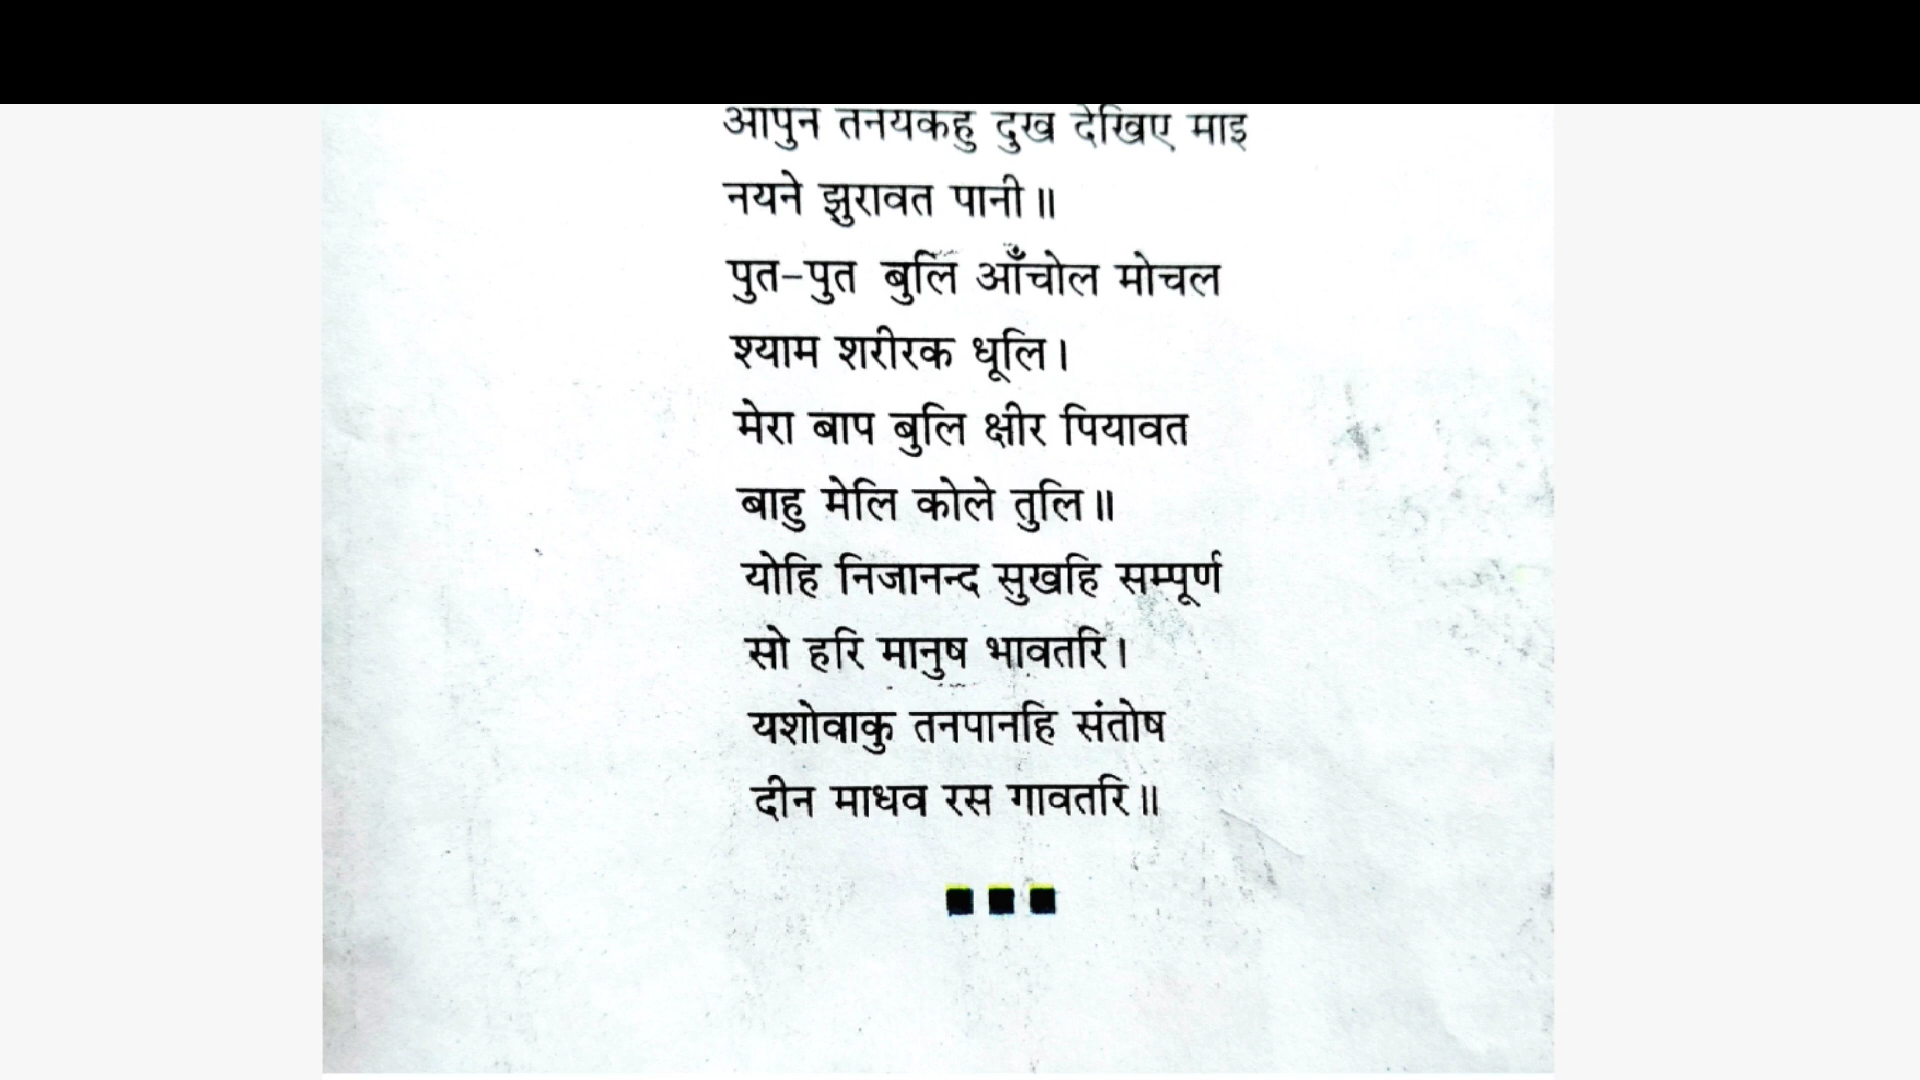 आपुन तनयकहु दुख देखिए माइ
नयने झुरावत पानी॥
पुत-पुत बुलि आँचोल मोचल
श्याम शरीरक धूलि।
मेरा बाप बुलि क्षीर पियावत
बाहु मेलि कोले तुलि॥
योहि निजानन्द सुखहि सम्पूर्ण
सो हरि मानुष भावतरि।
यशोवाकु तनपानहि संतोष
दीन माधव रस गावतरि॥